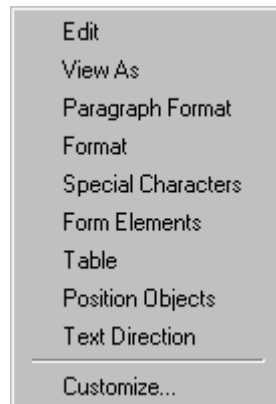 Edit
View As
Paragraph Format
Format
Special Characters
Form Elements
Table
Position Objects
Text Direction
Customize...